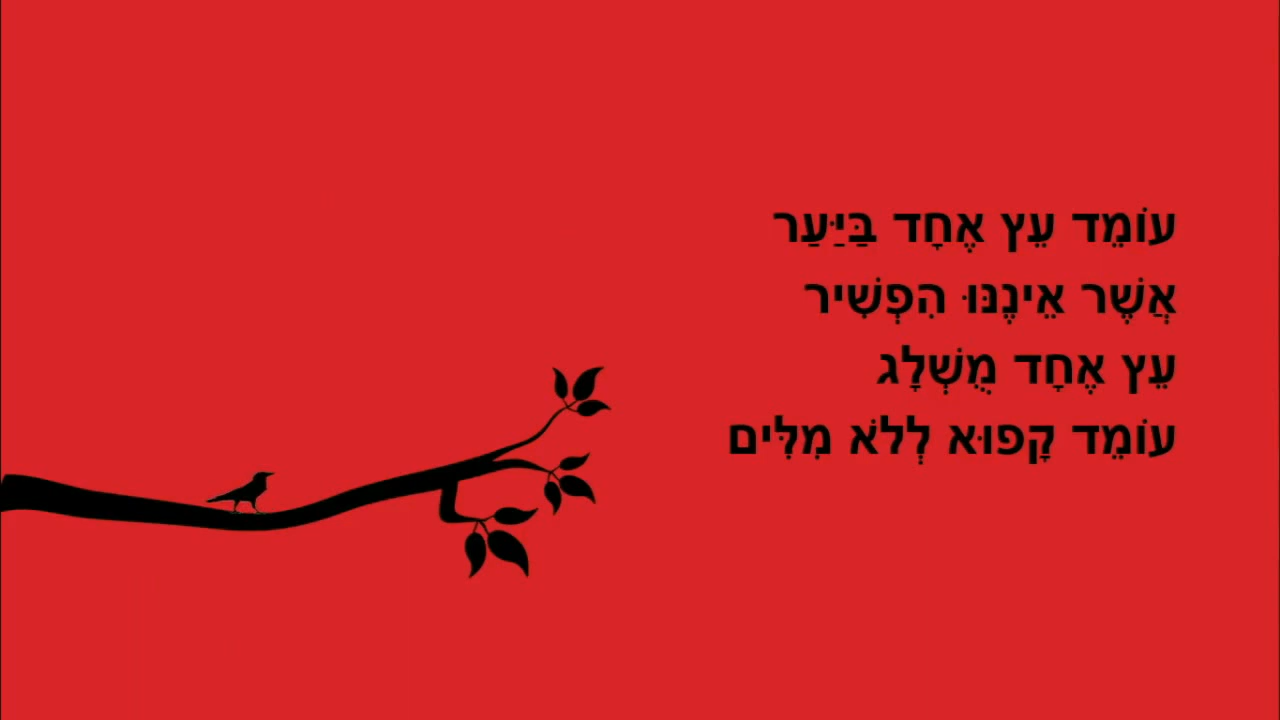 עוֹמֵד עֵץ אֶחָד בַּיַּעַר
אֲשֶׁר אֵינֶנּוּ הִפְשִׁיר
עֵץ אֶחָד מֻשְׁלָג
עוֹמֵד קָפוּא לְלֹא מִלִּים